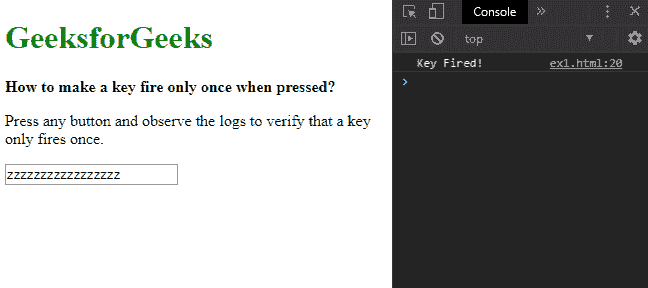 GeeksforGeeks
How to make a key fire only once when pressed?
Press any button and observe the logs to verify that a key
only fires once.
zzzzzzzzzzzzzzzzz
Console
top
Key Fired! ex1.html:20